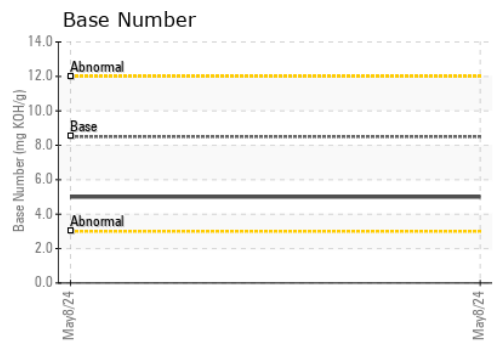 Base Number
14.0
Abnormal
12.0
10.0
Base
8.0
6.0
4.0
Abnormal
2.0
0.0
Base Number (mg KOH/g)
May8/24
May8/24